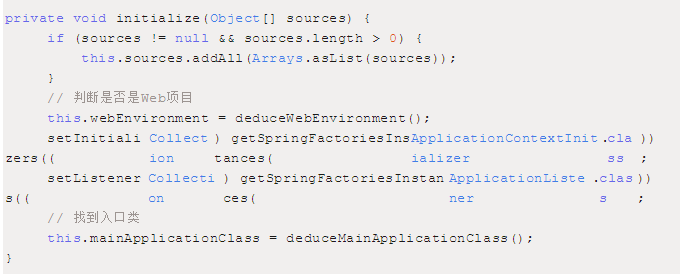 private void initialize(Object[] sources) {
if (sources != null && sources.length > 0) {
this.sources.addAll(Arrays.asList(sources));
}
// 判断是否是Web项目
this.webEnvironment = deduceWebEnvironment();
setInitiali Collect ) getSpringFactoriesInsApplicationContextInit .cla ))
zers(( ion tances( ializer ss ;
setListener Collecti ) getSpringFactoriesInstan ApplicationListe .clas))
s(( on ces( ner s ;
// 找到入口类
this.mainApplicationClass = deduceMainApplicationClass();
}